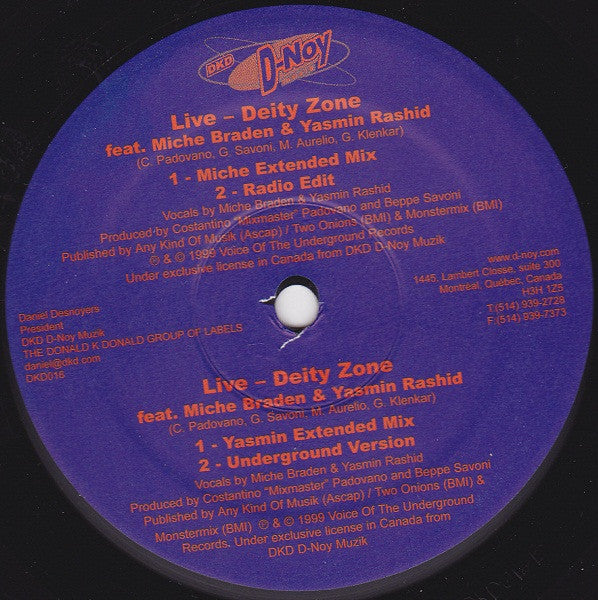 DKD D-NOY
MUZIK
Live – Deity Zone
feat. Miche Braden & Yasmin Rashid
(C. Padovano, G. Savoni, M. Aurelio, G. Klenkar)
1 - Miche Extended Mix
2 - Radio Edit
Vocals by Miche Braden & Yasmin Rashid
Produced by Costantino "Mixmaster" Padovano and Beppe Savoni
Published by Any Kind Of Musik (Ascap) / Two Onions (BMI) & Monstermix (BMI)
℗ & © 1999 Voice Of The Underground Records
Under exclusive license in Canada from DKD D-Noy Muzik
www.d-noy.com
1445, Lambert Closse, suite 300
Montréal, Québec, Canada
H3H 1Z5
T (514) 939-2728
F (514) 939-7373
Daniel Desnoyers
President
DKD D-Noy Muzik
THE DONALD K DONALD GROUP OF LABELS
daniel@dkd.com
DKD016
Live – Deity Zone
feat. Miche Braden & Yasmin Rashid
(C. Padovano, G. Savoni, M. Aurelio, G. Klenkar)
1 - Yasmin Extended Mix
2 - Underground Version
Vocals by Miche Braden & Yasmin Rashid
Produced by Costantino "Mixmaster" Padovano and Beppe Savoni
Published by Any Kind Of Musik (Ascap) / Two Onions (BMI) &
Monstermix (BMI) ℗ & © 1999 Voice Of The Underground
Records. Under exclusive license in Canada from
DKD D-Noy Muzik